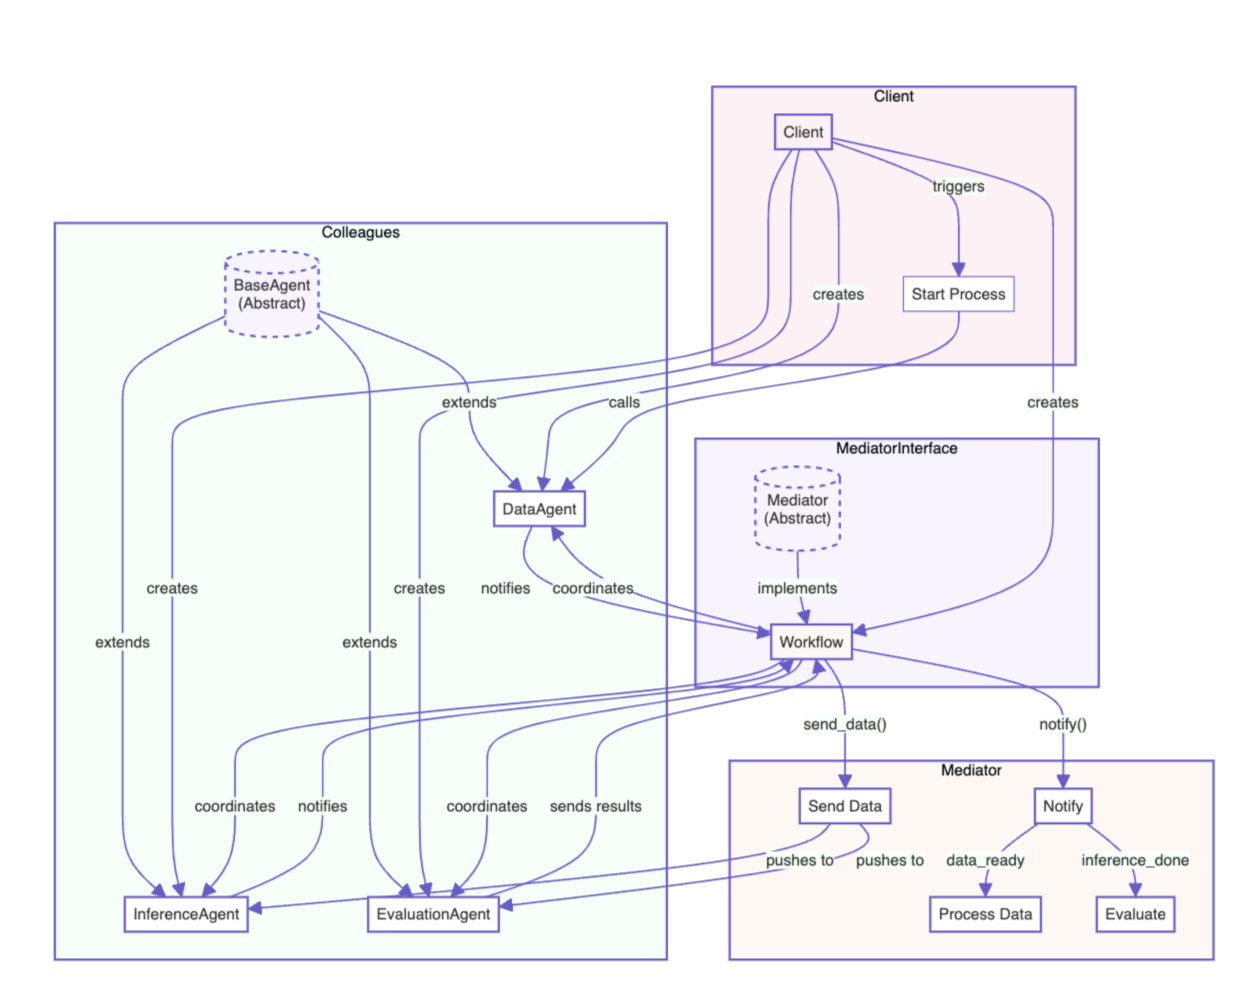 Client
Client
triggers
Colleagues
BaseAgent
(Abstract)
creates
Start Process
extends
calls
creates
MediatorInterface
Mediator
(Abstract)
DataAgent
creates
creates
notifies
coordinates
implements
extends
extends
Workflow
send_data()
notify()
Mediator
coordinates
notifies
coordinates
sends results
Send Data
Notify
pushes to
pushes to
data_ready
inference_done
InferenceAgent
EvaluationAgent
Process Data
Evaluate